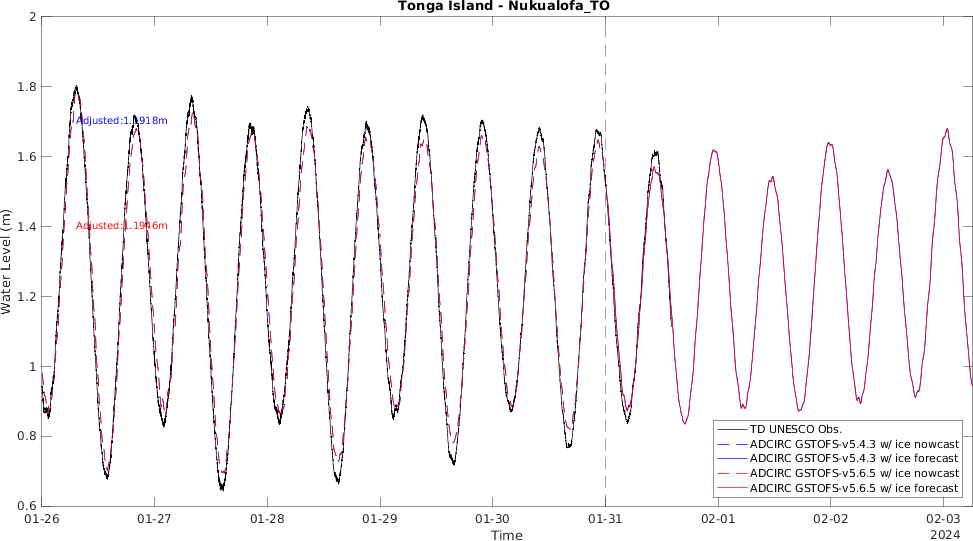 Tonga Island - Nukualofa_TO
2
1.8
1.6
1.4
1.2
1
0.8
0.6
Water Level (m)
Adjusted:1.1918m
Adjusted:1.1946m
TD UNESCO Obs.
ADCIRC GSTOFS-v5.4.3 w/ ice nowcast
ADCIRC GSTOFS-v5.4.3 w/ ice forecast
ADCIRC GSTOFS-v5.6.5 w/ ice nowcast
ADCIRC GSTOFS-v5.6.5 w/ ice forecast
01-26 01-27 01-28 01-29 01-30 01-31 02-01 02-02 02-03
Time
2024